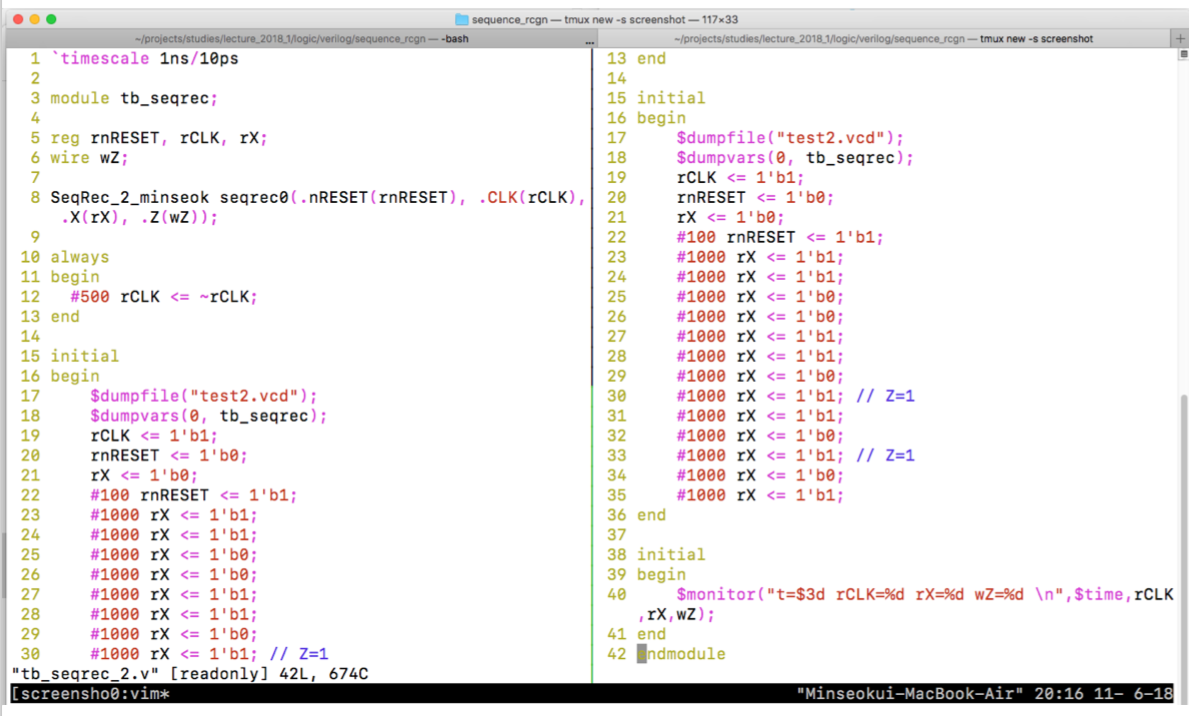 sequence_rcgn — tmux new -s screenshot — 117×33
~/projects/studies/lecture_2018_1/logic/verilog/sequence_rcgn — -bash
...
~/projects/studies/lecture_2018_1/logic/verilog/sequence_rcgn — tmux new -s screenshot
+
1 `timescale 1ns/10ps
2
3 module tb_seqrec;
4
5 reg rnRESET, rCLK, rX;
6 wire wZ;
7
8 SeqRec_2_minseok seqrec0(.nRESET(rnRESET), .CLK(rCLK),
.X(rX), .Z(wZ));
9
10 always
11 begin
12   #500 rCLK <= ~rCLK;
13 end
14
15 initial
16 begin
17     $dumpfile("test2.vcd");
18     $dumpvars(0, tb_seqrec);
19     rCLK <= 1'b1;
20     rnRESET <= 1'b0;
21     rX <= 1'b0;
22     #100 rnRESET <= 1'b1;
23     #1000 rX <= 1'b1;
24     #1000 rX <= 1'b1;
25     #1000 rX <= 1'b0;
26     #1000 rX <= 1'b0;
27     #1000 rX <= 1'b1;
28     #1000 rX <= 1'b1;
29     #1000 rX <= 1'b0;
30     #1000 rX <= 1'b1; // Z=1
"tb_seqrec_2.v" [readonly] 42L, 674C
13 end
14
15 initial
16 begin
17     $dumpfile("test2.vcd");
18     $dumpvars(0, tb_seqrec);
19     rCLK <= 1'b1;
20     rnRESET <= 1'b0;
21     rX <= 1'b0;
22     #100 rnRESET <= 1'b1;
23     #1000 rX <= 1'b1;
24     #1000 rX <= 1'b1;
25     #1000 rX <= 1'b0;
26     #1000 rX <= 1'b0;
27     #1000 rX <= 1'b1;
28     #1000 rX <= 1'b1;
29     #1000 rX <= 1'b0;
30     #1000 rX <= 1'b1; // Z=1
31     #1000 rX <= 1'b1;
32     #1000 rX <= 1'b0;
33     #1000 rX <= 1'b1; // Z=1
34     #1000 rX <= 1'b0;
35     #1000 rX <= 1'b1;
36 end
37
38 initial
39 begin
40     $monitor("t=$3d rCLK=%d rX=%d wZ=%d \n",$time,rCLK
,rX,wZ);
41 end
42 endmodule
[screensho0:vim* "Minseokui-MacBook-Air" 20:16 11- 6-18